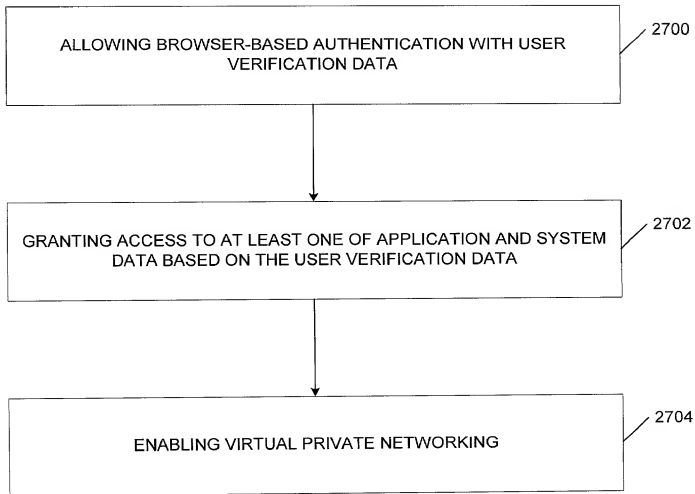 2700
ALLOWING BROWSER-BASED AUTHENTICATION WITH USER
VERIFICATION DATA
2702
GRANTING ACCESS TO AT LEAST ONE OF APPLICATION AND SYSTEM
DATA BASED ON THE USER VERIFICATION DATA
2704
ENABLING VIRTUAL PRIVATE NETWORKING